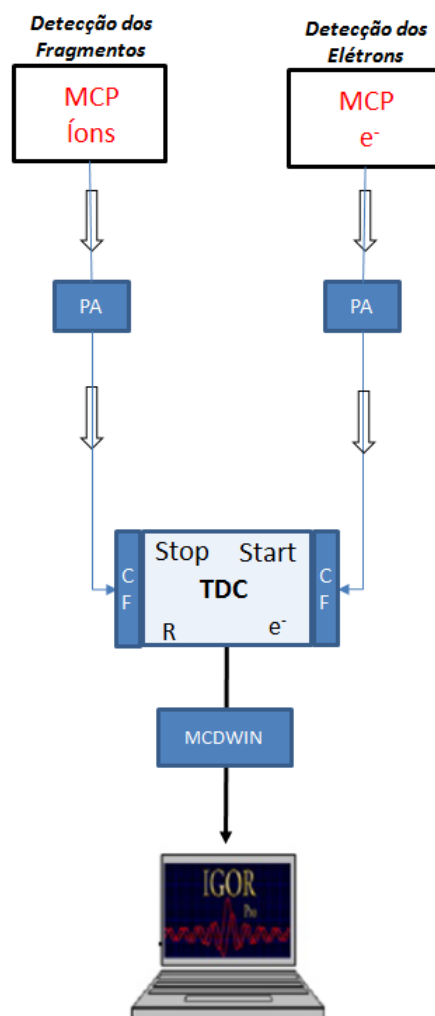 Detecção dos
Fragmentos
MCP
Íons
Detecção dos
Elétrons
MCP
e-
PA
PA
C
F
Stop Start
TDC
R e-
C
F
MCDWIN
IGOR
Pro